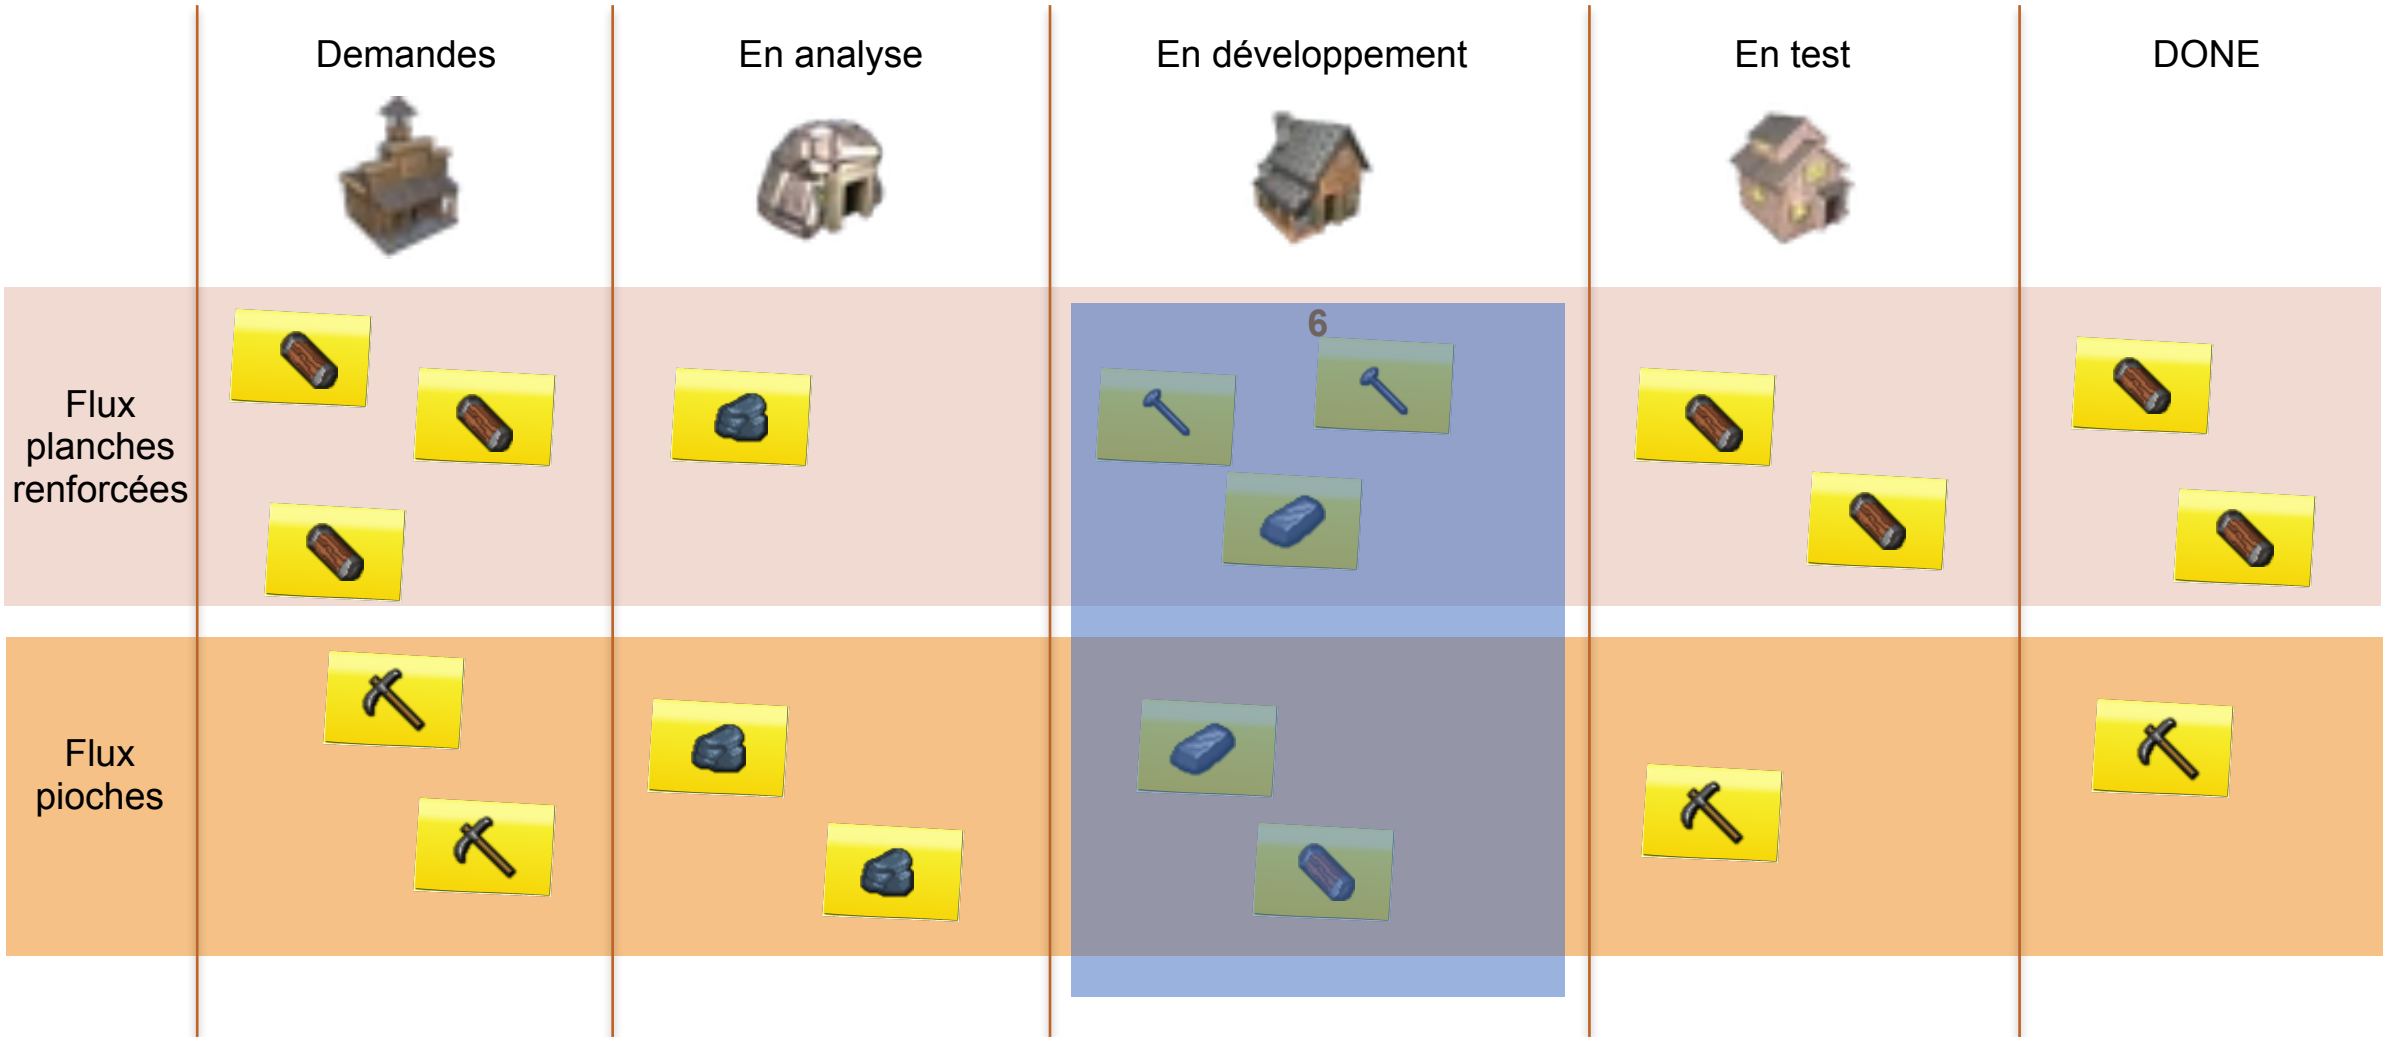 Demandes
En analyse
En développement
En test
DONE
6
Flux
planches
renforcées
Flux
pioches